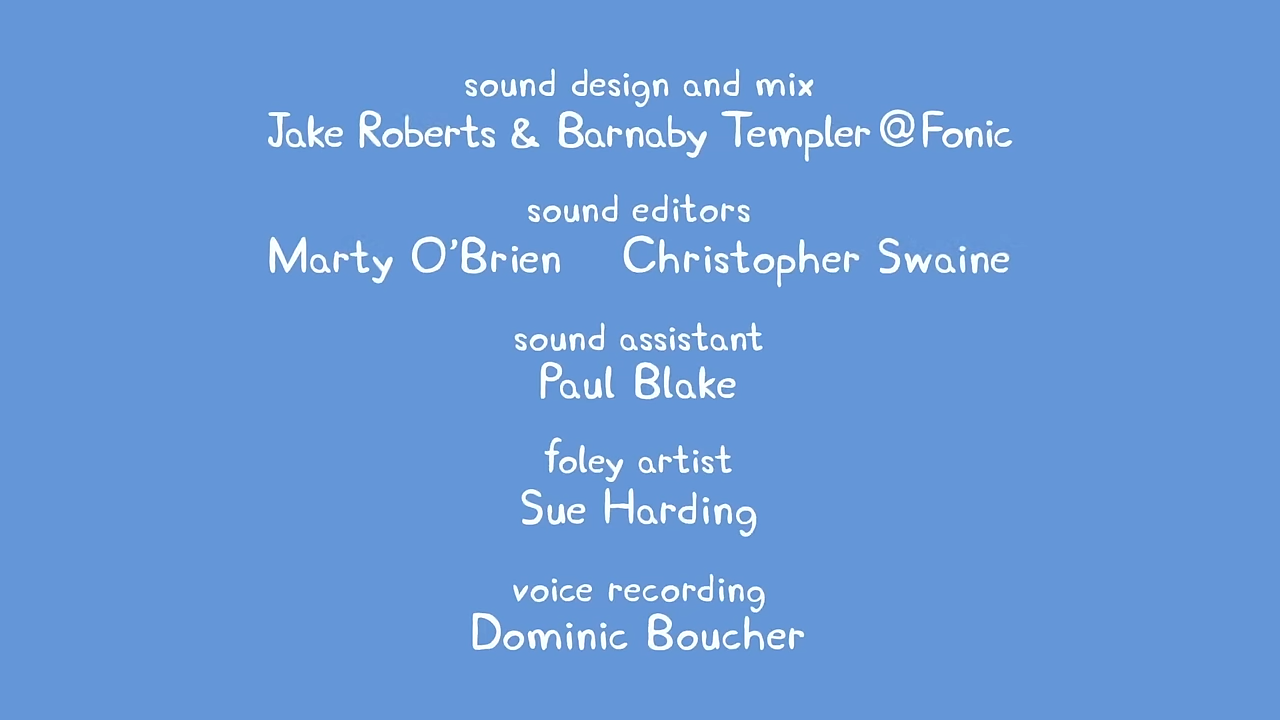 sound design and mix
Jake Roberts & Barnaby Templer @ Fonic
sound editors
Marty O'Brien Christopher Swaine
sound assistant
Paul Blake
foley artist
Sue Harding
voice recording
Dominic Boucher